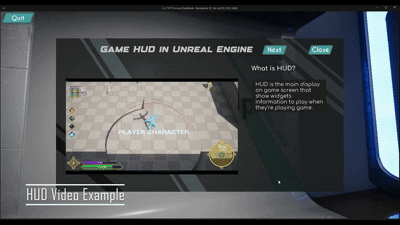 Quit
Game HUD in Unreal Engine
Next
Close
What is HUD?
HUD is the main display
on game screen that
show widgets
information to play when
they're playing game.
PLAYER CHARACTER
HUD Video Example